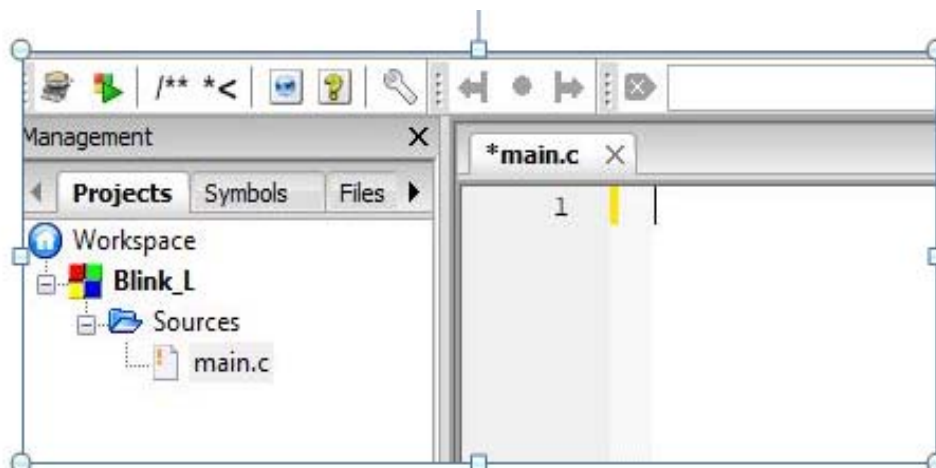 /** *<
Management
*main.c
Projects Symbols Files
1
Workspace
Blink_L
Sources
main.c